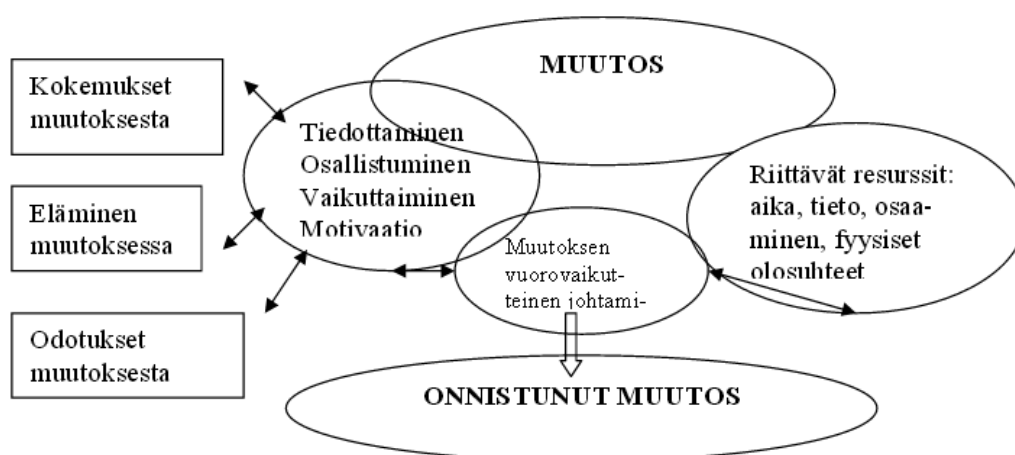 MUUTOS
Kokemukset
muutoksesta
Tiedottaminen
Osallistuminen
Vaikuttaiminen
Motivaatio
Eläminen
muutoksessa
Odotukset
muutoksesta
Riittävät resurssit:
aika, tieto, osaa-
minen, fyysiset
olosuhteet
Muutoksen
vuorovaikut-
teinen johtami-
ONNISTUNUT MUUTOS